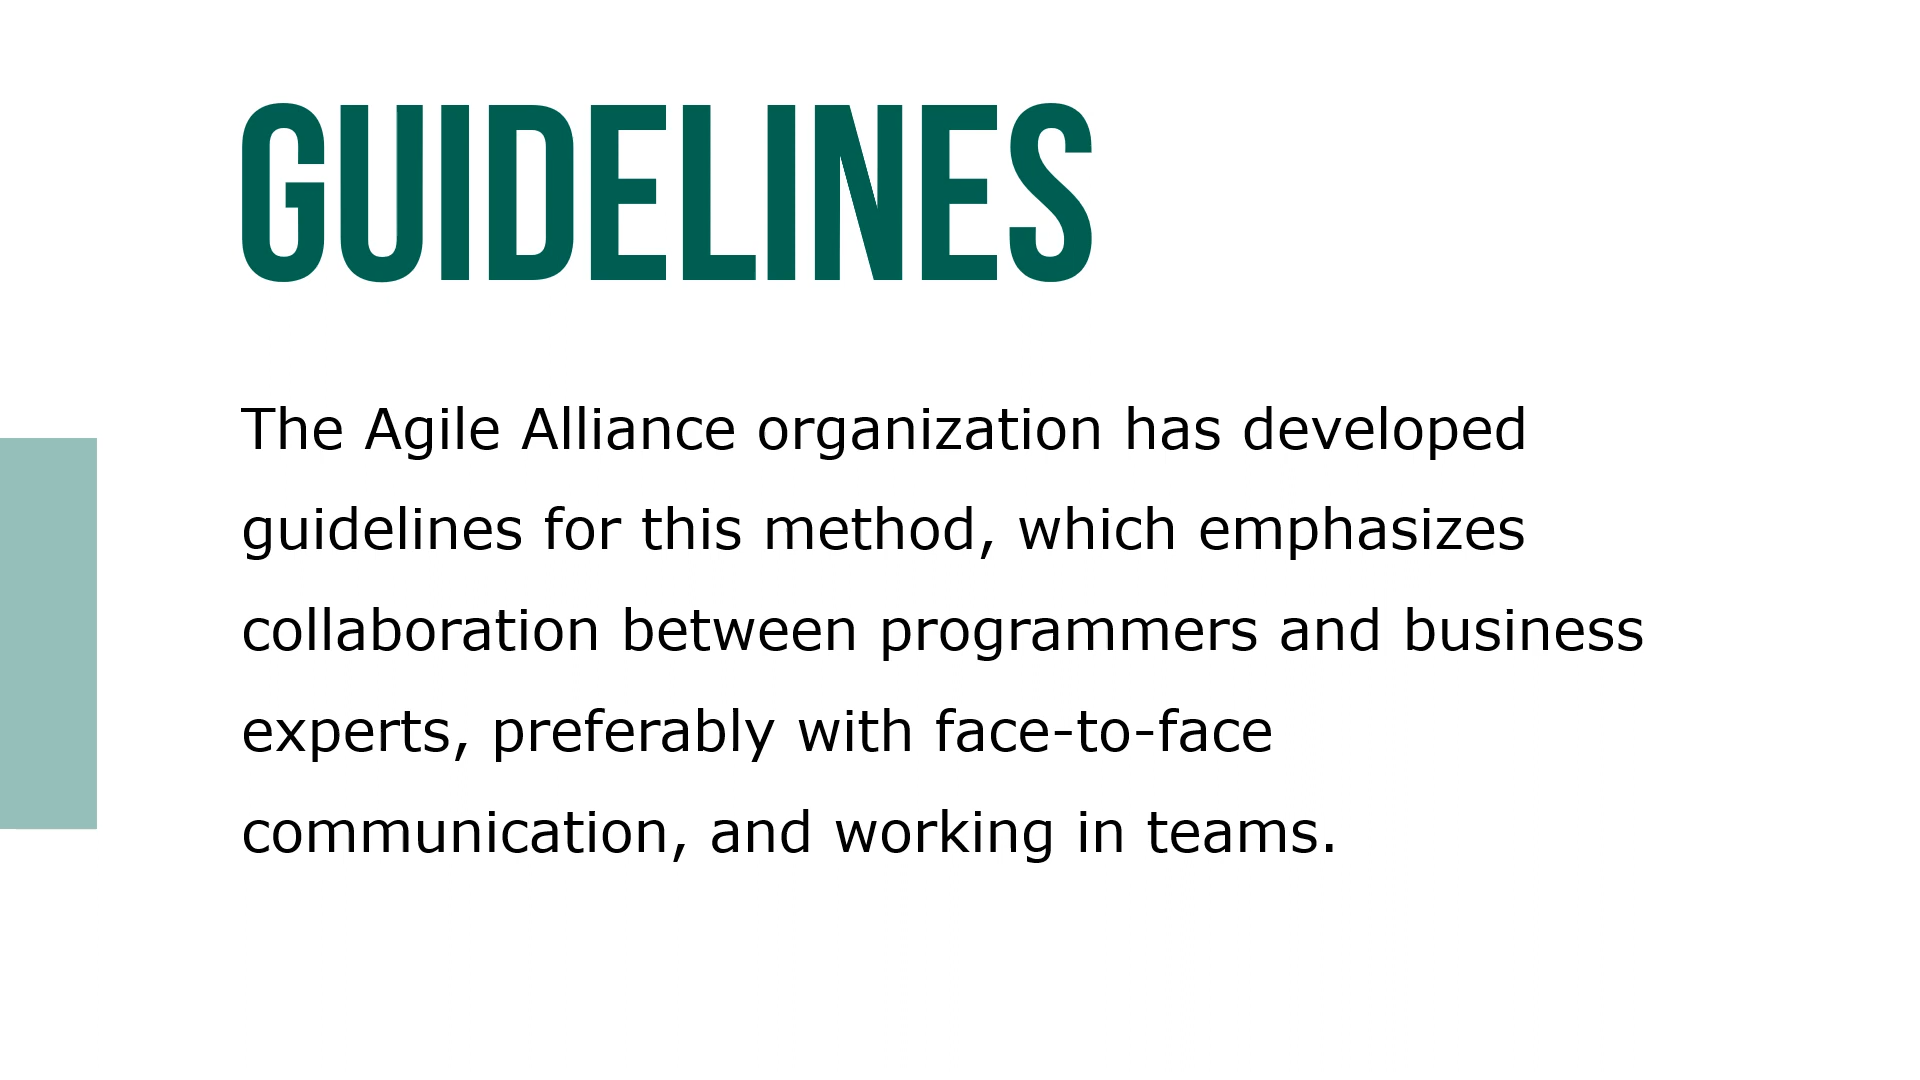 GUIDELINES
The Agile Alliance organization has developed
guidelines for this method, which emphasizes
collaboration between programmers and business
experts, preferably with face-to-face
communication, and working in teams.